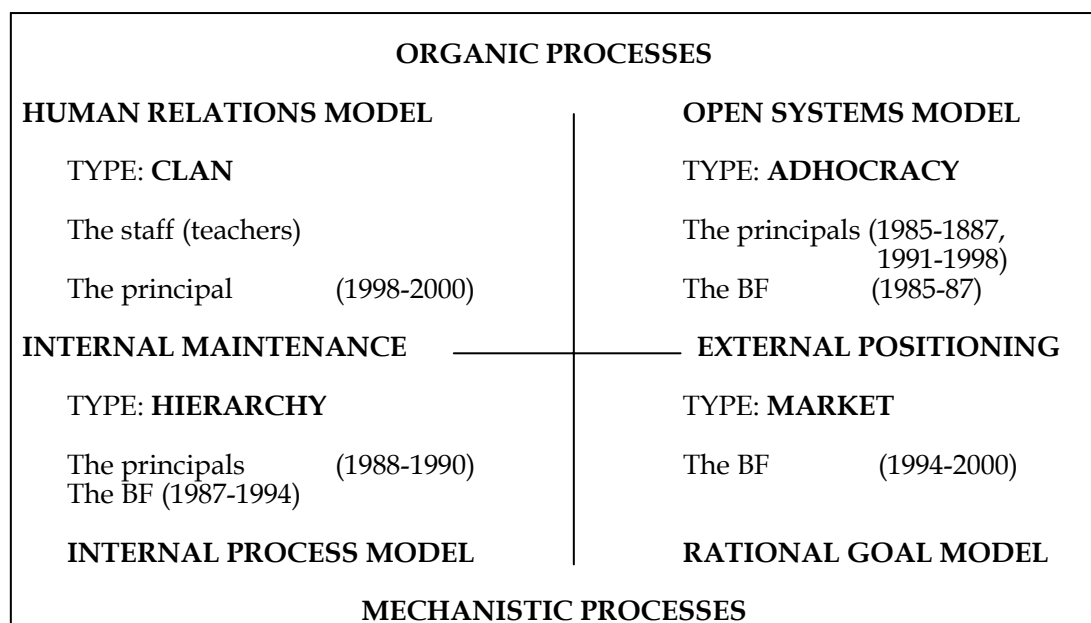 ORGANIC PROCESSES
HUMAN RELATIONS MODEL
TYPE: CLAN
The staff (teachers)
The principal (1998-2000)
OPEN SYSTEMS MODEL
TYPE: ADHOCRACY
The principals (1985-1887,
1991-1998)
The BF (1985-87)
INTERNAL MAINTENANCE
EXTERNAL POSITIONING
TYPE: HIERARCHY
The principals (1988-1990)
The BF (1987-1994)
INTERNAL PROCESS MODEL
TYPE: MARKET
The BF (1994-2000)
RATIONAL GOAL MODEL
MECHANISTIC PROCESSES